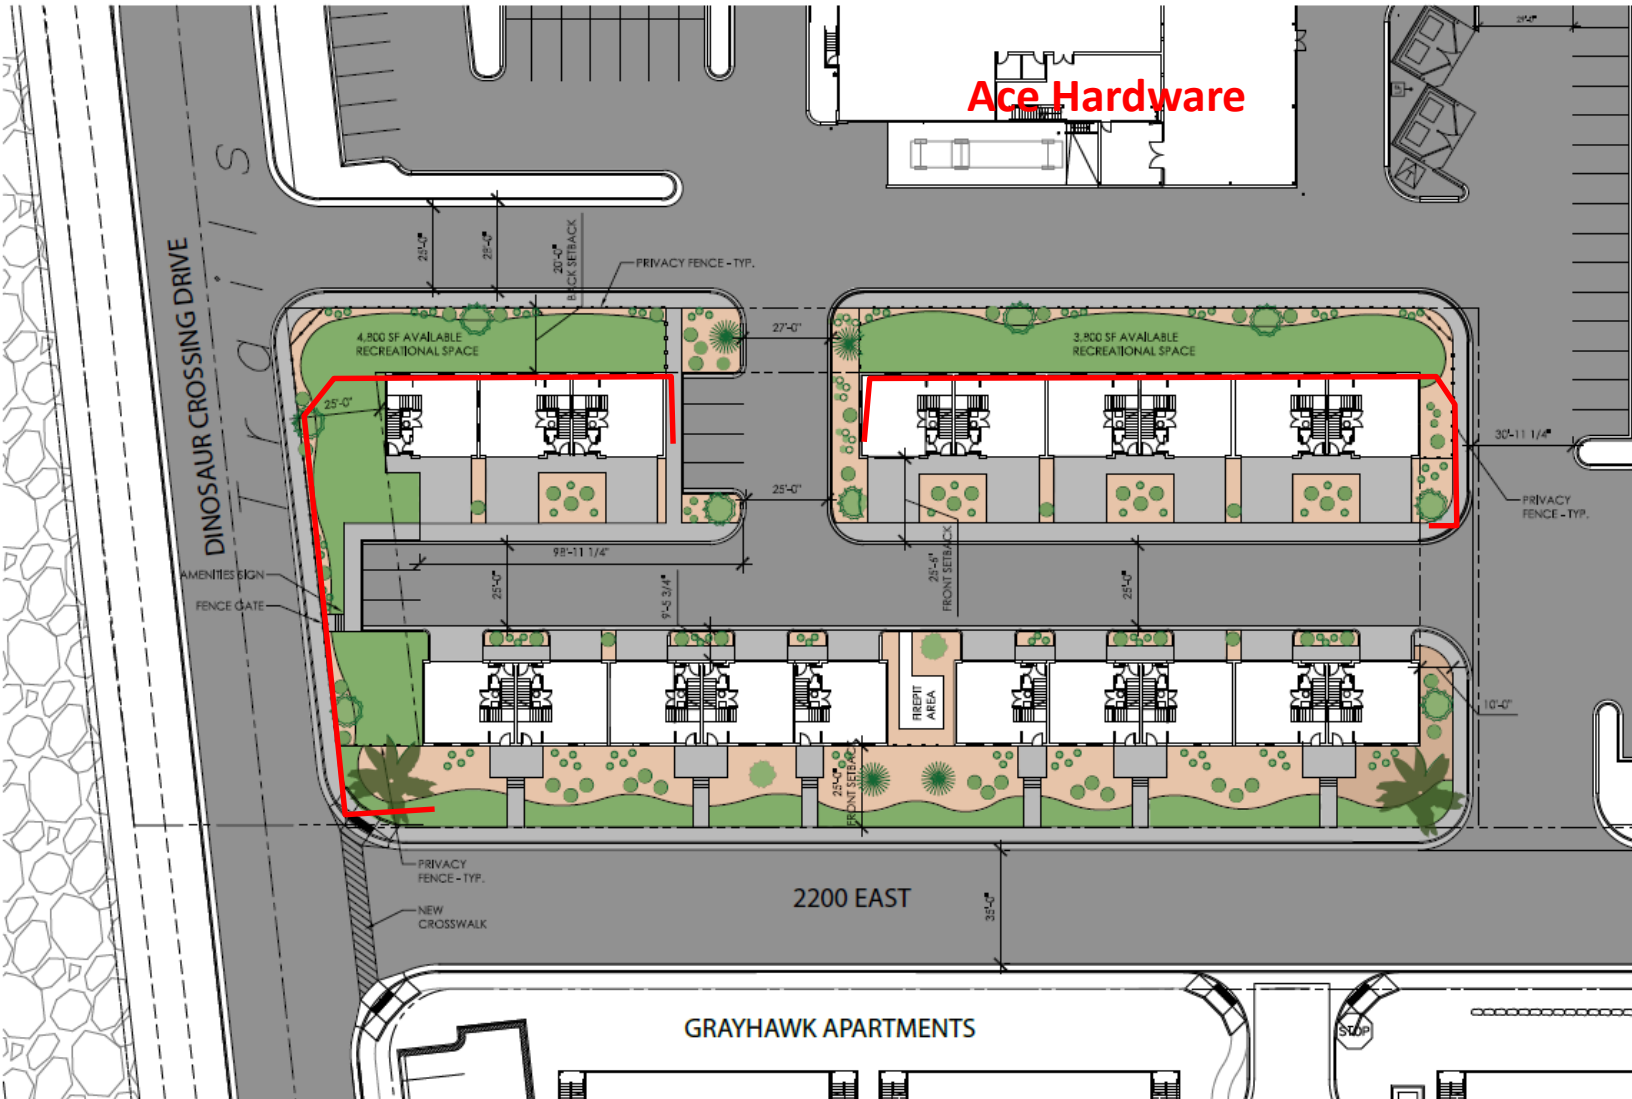 21'-0"
Ace Hardware
Trails
DINOSAUR CROSSING DRIVE
25'-0"
25'-0"
20'-0"
BACK SETBACK
PRIVACY FENCE - TYP.
4,800 SF AVAILABLE
RECREATIONAL SPACE
27'-0"
3,800 SF AVAILABLE
RECREATIONAL SPACE
25'-0"
30'-11 1/4"
25'-0"
PRIVACY
FENCE - TYP.
98'-11 1/4"
25'-6"
FRONT SETBACK
AMENITIES SIGN
FENCE GATE
25'-0"
9'-5 3/4"
25'-0"
FIREPIT
AREA
10'-0"
25'-0"
FRONT SETBACK
PRIVACY
FENCE - TYP.
2200 EAST
35'-0"
NEW
CROSSWALK
GRAYHAWK APARTMENTS
STOP